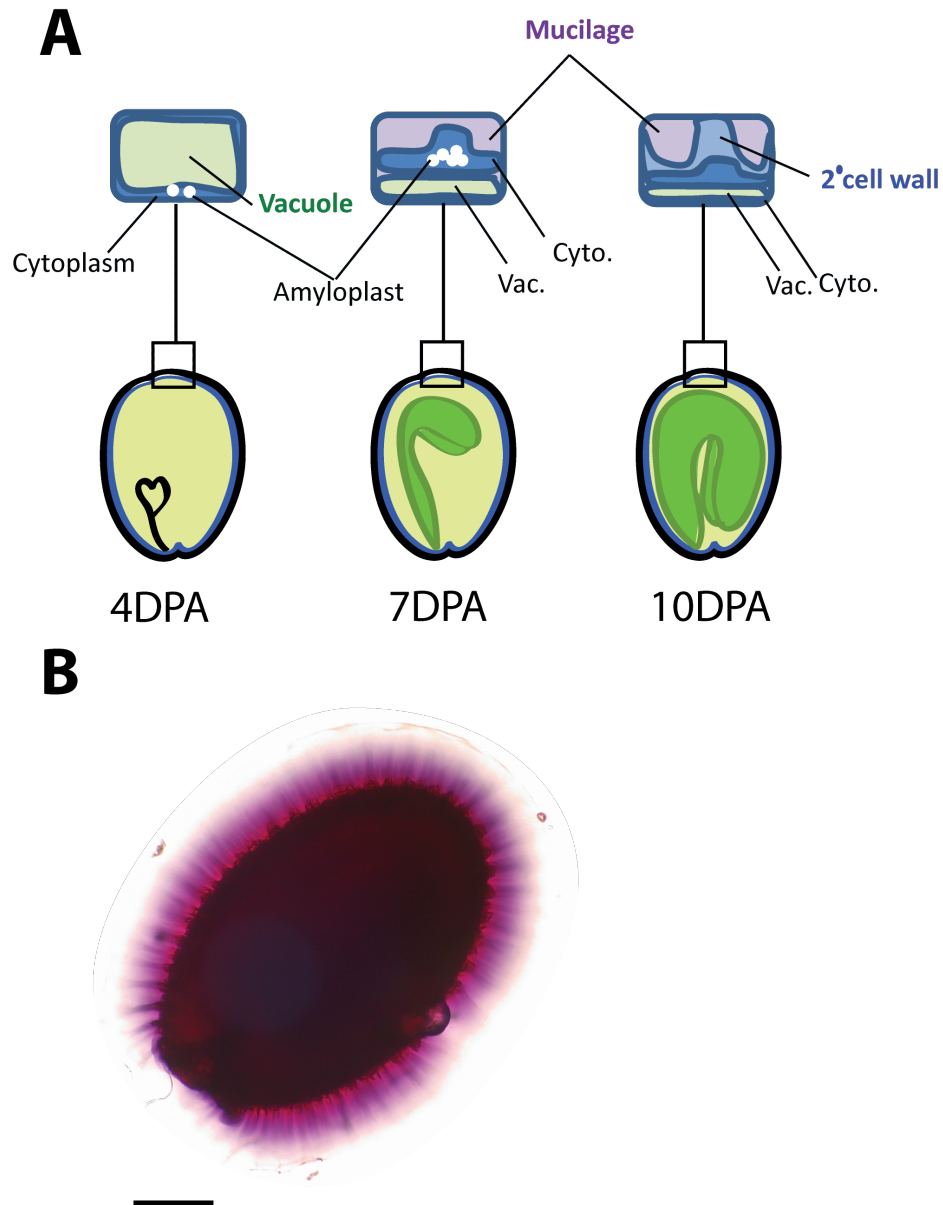 A
Mucilage
2°cell wall
Vacuole
Cytoplasm
Amyloplast
Cyto.
Vac.
Vac. Cyto.
4DPA
7DPA
10DPA
B